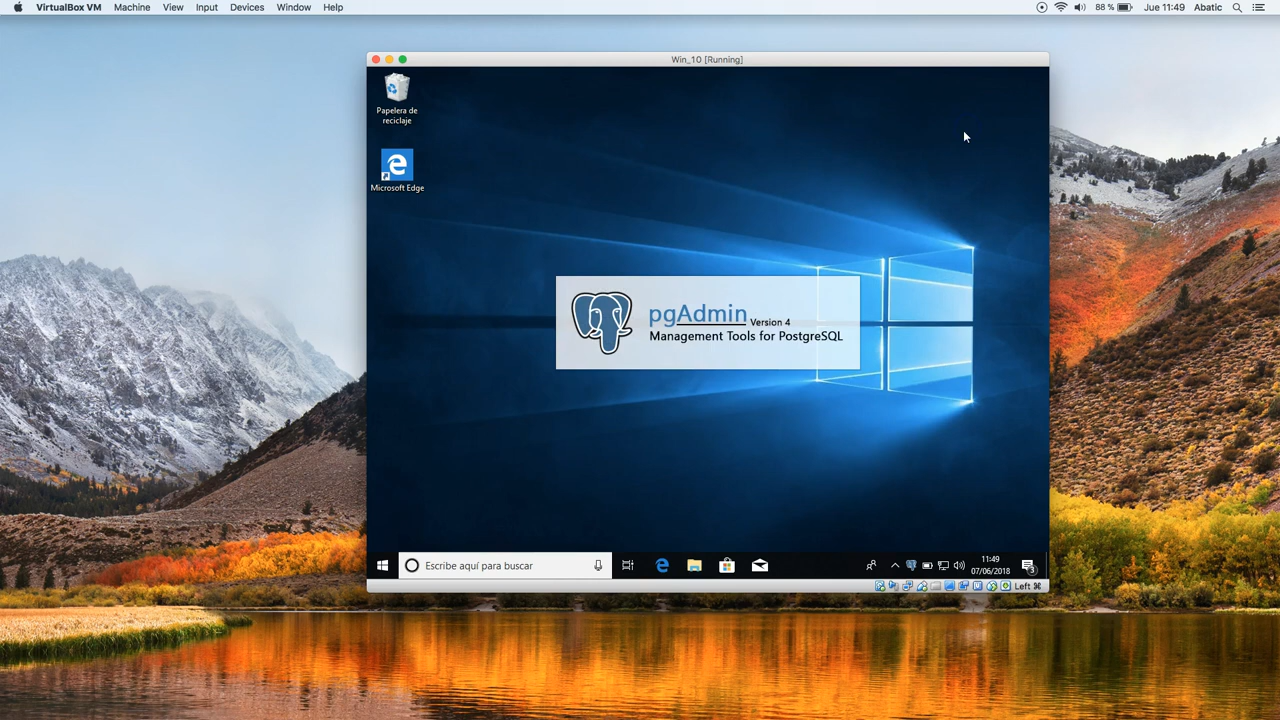 VirtualBox VM Machine View Input Devices Window Help
88 % Jue 11:49 Abatic
Win_10 [Running]
Papelera de
reciclaje
Microsoft Edge
pgAdmin Version 4
Management Tools for PostgreSQL
Escribe aquí para buscar
11:49
07/06/2018
3
Left ⌘